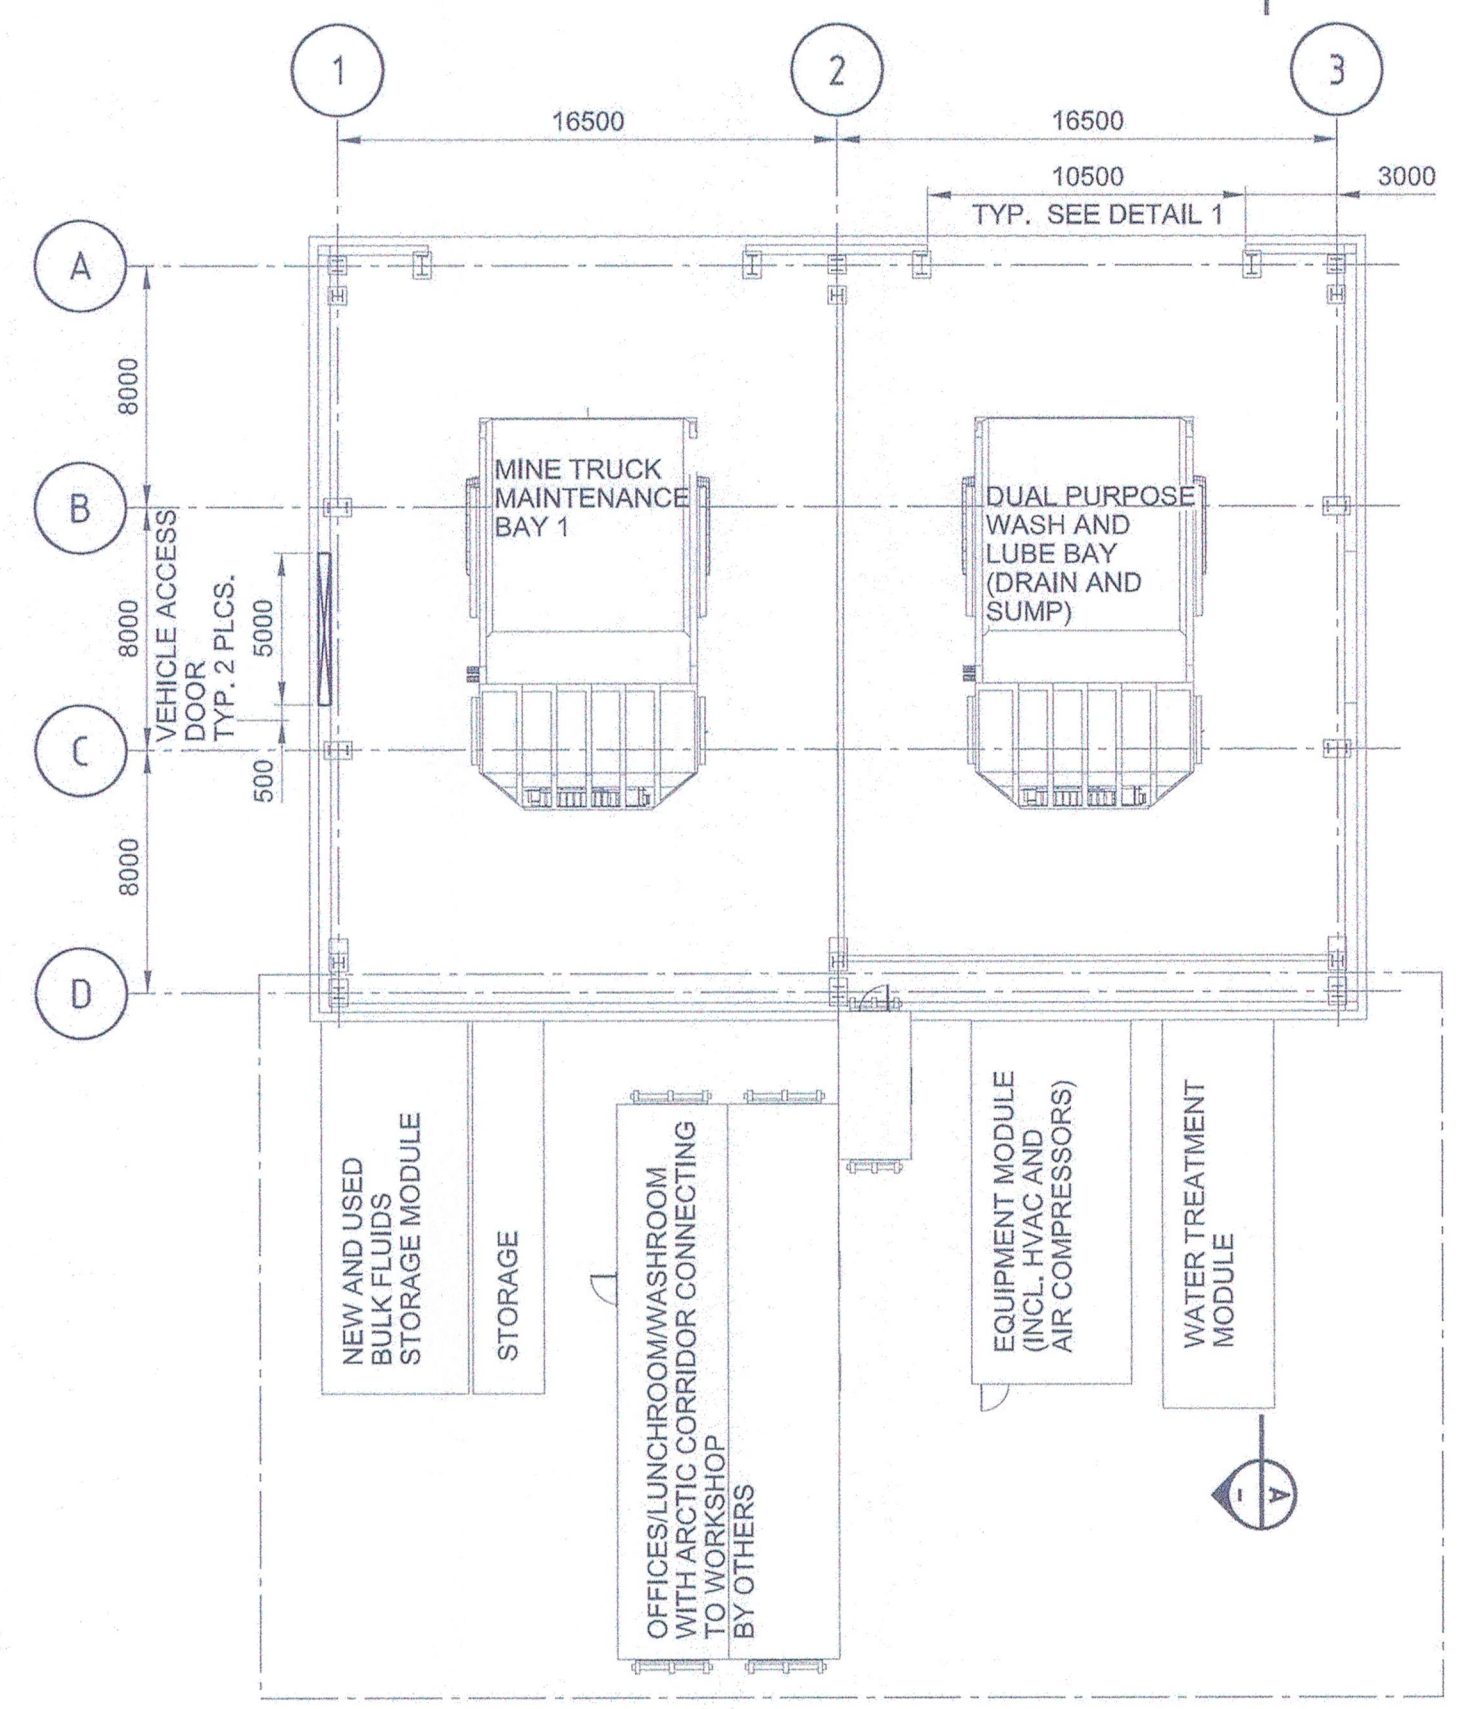 1
2
3
16500
16500
10500
3000
TYP. SEE DETAIL 1
A
8000
B
8000
C
8000
D
VEHICLE ACCESS
DOOR
TYP. 2 PLCS.
5000
500
MINE TRUCK
MAINTENANCE
BAY 1
DUAL PURPOSE
WASH AND
LUBE BAY
(DRAIN AND
SUMP)
NEW AND USED
BULK FLUIDS
STORAGE MODULE
STORAGE
OFFICES/LUNCHROOM/WASHROOM
WITH ARCTIC CORRIDOR CONNECTING
TO WORKSHOP
BY OTHERS
EQUIPMENT MODULE
(INCL. HVAC AND
AIR COMPRESSORS)
WATER TREATMENT
MODULE
A
-